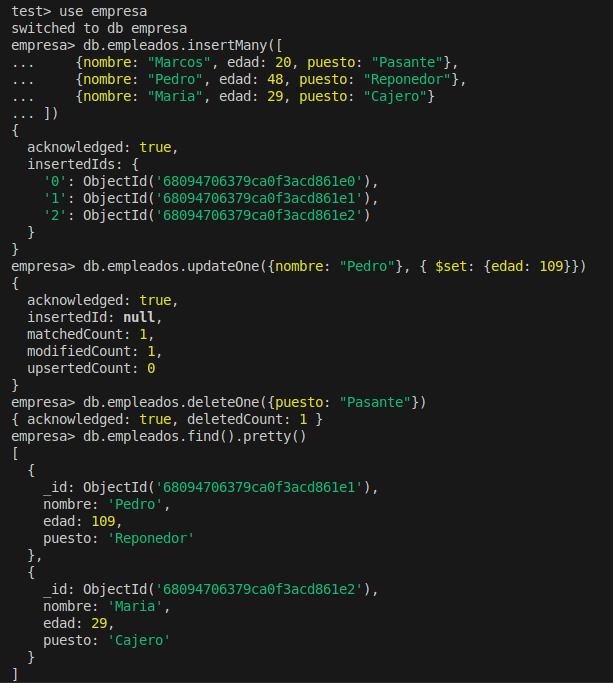 test> use empresa
switched to db empresa
empresa> db.empleados.insertMany([
...     {nombre: "Marcos", edad: 20, puesto: "Pasante"},
...     {nombre: "Pedro", edad: 48, puesto: "Reponedor"},
...     {nombre: "Maria", edad: 29, puesto: "Cajero"}
... ])
{
  acknowledged: true,
  insertedIds: {
    '0': ObjectId('68094706379ca0f3acd861e0'),
    '1': ObjectId('68094706379ca0f3acd861e1'),
    '2': ObjectId('68094706379ca0f3acd861e2')
  }
}
empresa> db.empleados.updateOne({nombre: "Pedro"}, { $set: {edad: 109}})
{
  acknowledged: true,
  insertedId: null,
  matchedCount: 1,
  modifiedCount: 1,
  upsertedCount: 0
}
empresa> db.empleados.deleteOne({puesto: "Pasante"})
{ acknowledged: true, deletedCount: 1 }
empresa> db.empleados.find().pretty()
[
  {
    _id: ObjectId('68094706379ca0f3acd861e1'),
    nombre: 'Pedro',
    edad: 109,
    puesto: 'Reponedor'
  },
  {
    _id: ObjectId('68094706379ca0f3acd861e2'),
    nombre: 'Maria',
    edad: 29,
    puesto: 'Cajero'
  }
]